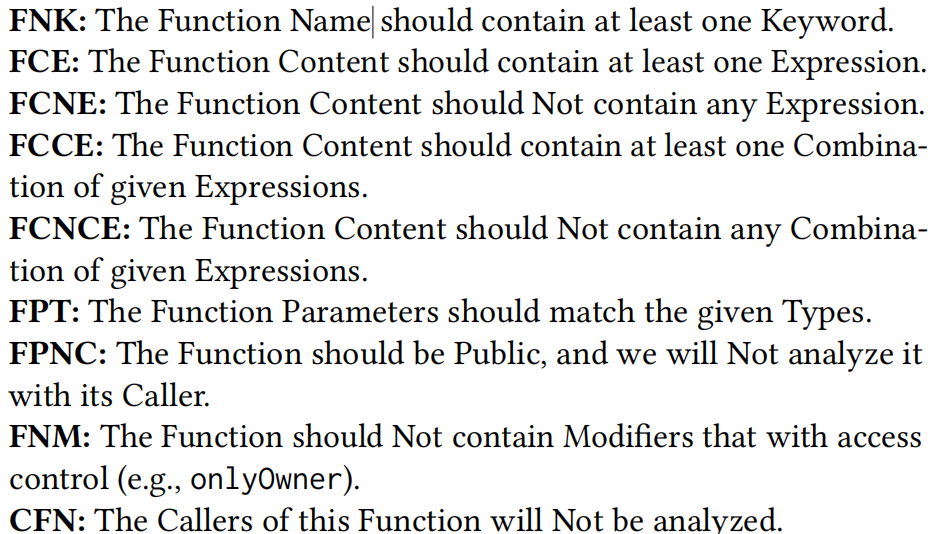 FNK: The Function Name should contain at least one Keyword.
FCE: The Function Content should contain at least one Expression.
FCNE: The Function Content should Not contain any Expression.
FCCE: The Function Content should contain at least one Combina-
tion of given Expressions.
FCNCE: The Function Content should Not contain any Combina-
tion of given Expressions.
FPT: The Function Parameters should match the given Types.
FPNC: The Function should be Public, and we will Not analyze it
with its Caller.
FNM: The Function should Not contain Modifiers that with access
control (e.g., onlyOwner).
CFN: The Callers of this Function will Not be analyzed.